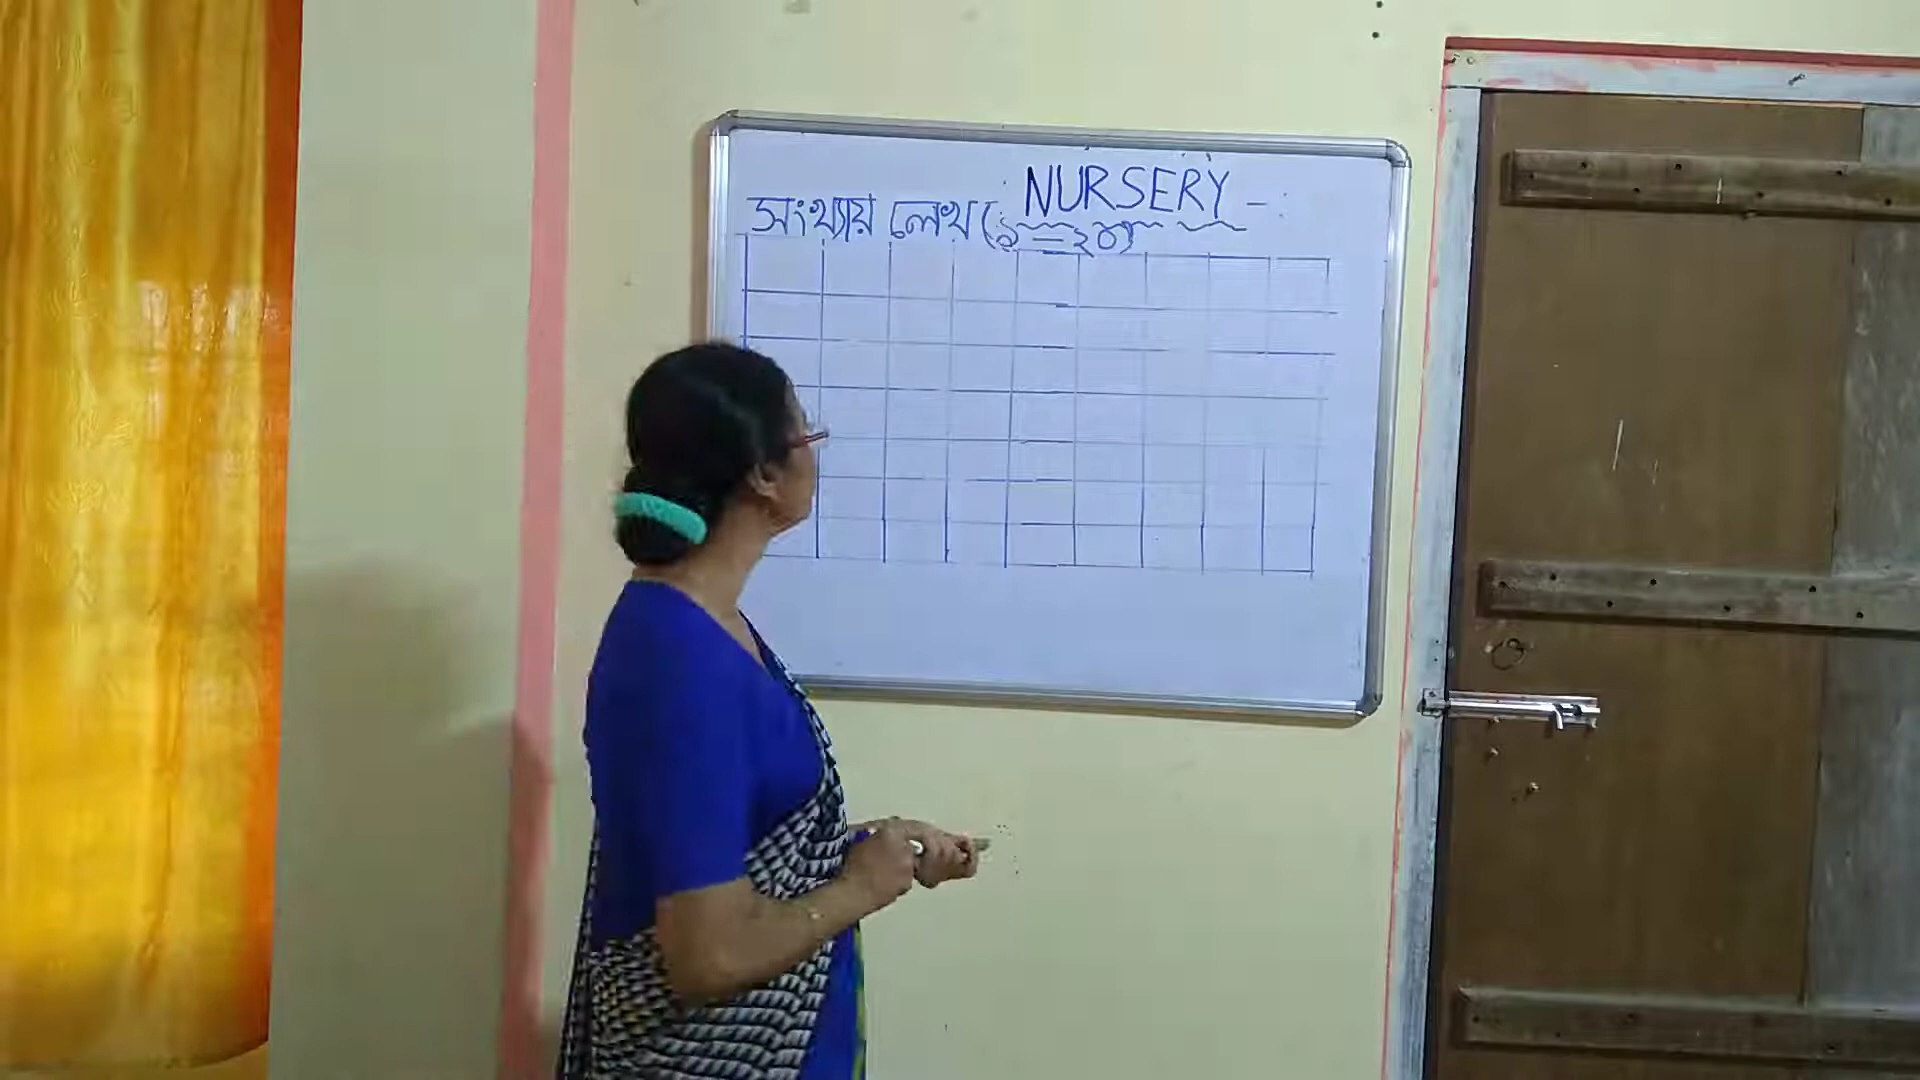 NURSERY -
সংখ্যায় লেখ (১ = ২০)